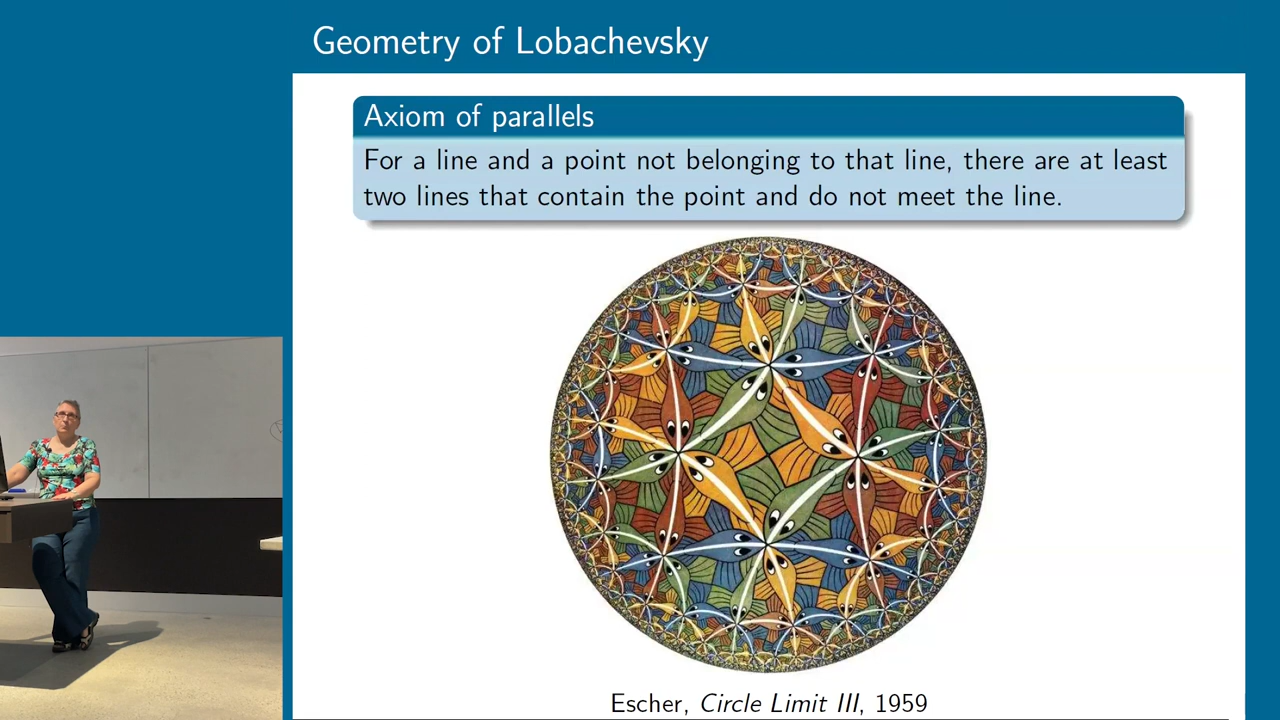 Geometry of Lobachevsky
Axiom of parallels
For a line and a point not belonging to that line, there are at least
two lines that contain the point and do not meet the line.
Escher, Circle Limit III, 1959